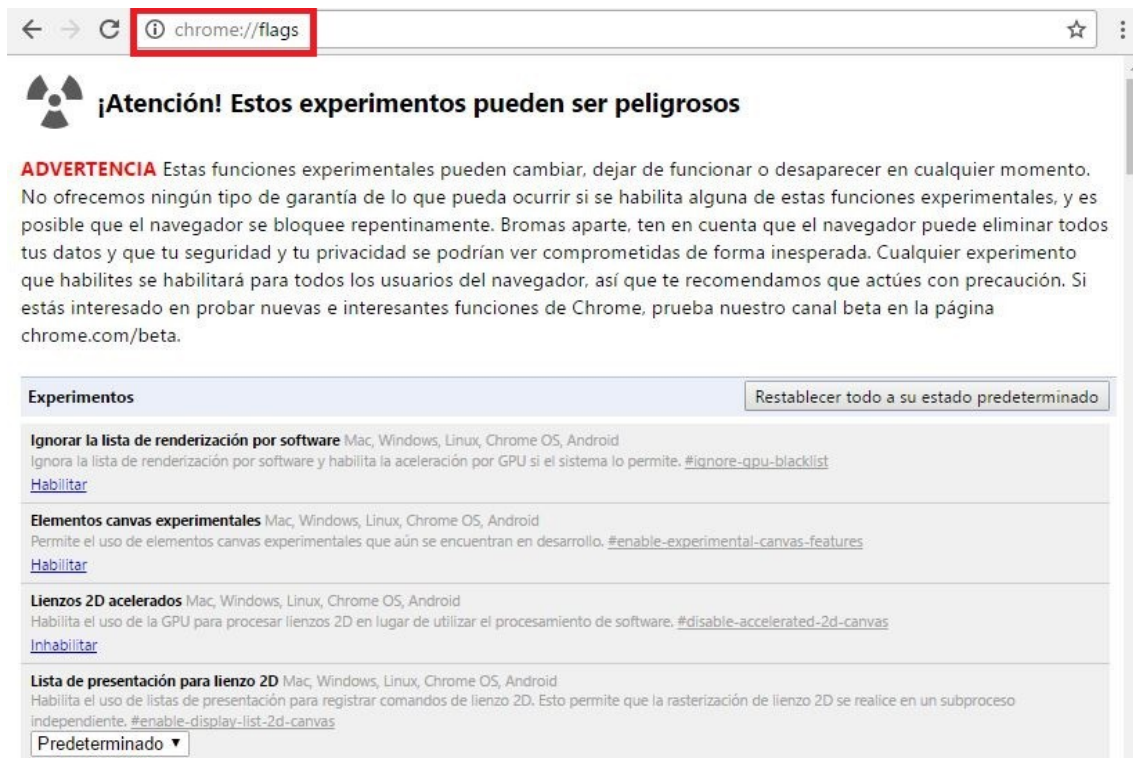 chrome://flags
¡Atención! Estos experimentos pueden ser peligrosos
ADVERTENCIA Estas funciones experimentales pueden cambiar, dejar de funcionar o desaparecer en cualquier momento.
No ofrecemos ningún tipo de garantía de lo que pueda ocurrir si se habilita alguna de estas funciones experimentales, y es
posible que el navegador se bloquee repentinamente. Bromas aparte, ten en cuenta que el navegador puede eliminar todos
tus datos y que tu seguridad y tu privacidad se podrían ver comprometidas de forma inesperada. Cualquier experimento
que habilites se habilitará para todos los usuarios del navegador, así que te recomendamos que actúes con precaución. Si
estás interesado en probar nuevas e interesantes funciones de Chrome, prueba nuestro canal beta en la página
chrome.com/beta.
Experimentos Restablecer todo a su estado predeterminado
Ignorar la lista de renderización por software Mac, Windows, Linux, Chrome OS, Android
Ignora la lista de renderización por software y habilita la aceleración por GPU si el sistema lo permite. #ignore-gpu-blacklist
Habilitar
Elementos canvas experimentales Mac, Windows, Linux, Chrome OS, Android
Permite el uso de elementos canvas experimentales que aún se encuentran en desarrollo. #enable-experimental-canvas-features
Habilitar
Lienzos 2D acelerados Mac, Windows, Linux, Chrome OS, Android
Habilita el uso de la GPU para procesar lienzos 2D en lugar de utilizar el procesamiento de software. #disable-accelerated-2d-canvas
Inhabilitar
Lista de presentación para lienzo 2D Mac, Windows, Linux, Chrome OS, Android
Habilita el uso de listas de presentación para registrar comandos de lienzo 2D. Esto permite que la rasterización de lienzo 2D se realice en un subproceso
independiente. #enable-display-list-2d-canvas
Predeterminado